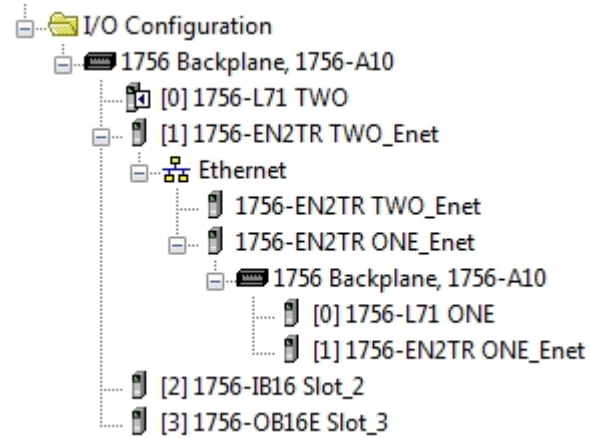 I/O Configuration
1756 Backplane, 1756-A10
[0] 1756-L71 TWO
[1] 1756-EN2TR TWO_Enet
Ethernet
1756-EN2TR TWO_Enet
1756-EN2TR ONE_Enet
1756 Backplane, 1756-A10
[0] 1756-L71 ONE
[1] 1756-EN2TR ONE_Enet
[2] 1756-IB16 Slot_2
[3] 1756-OB16E Slot_3